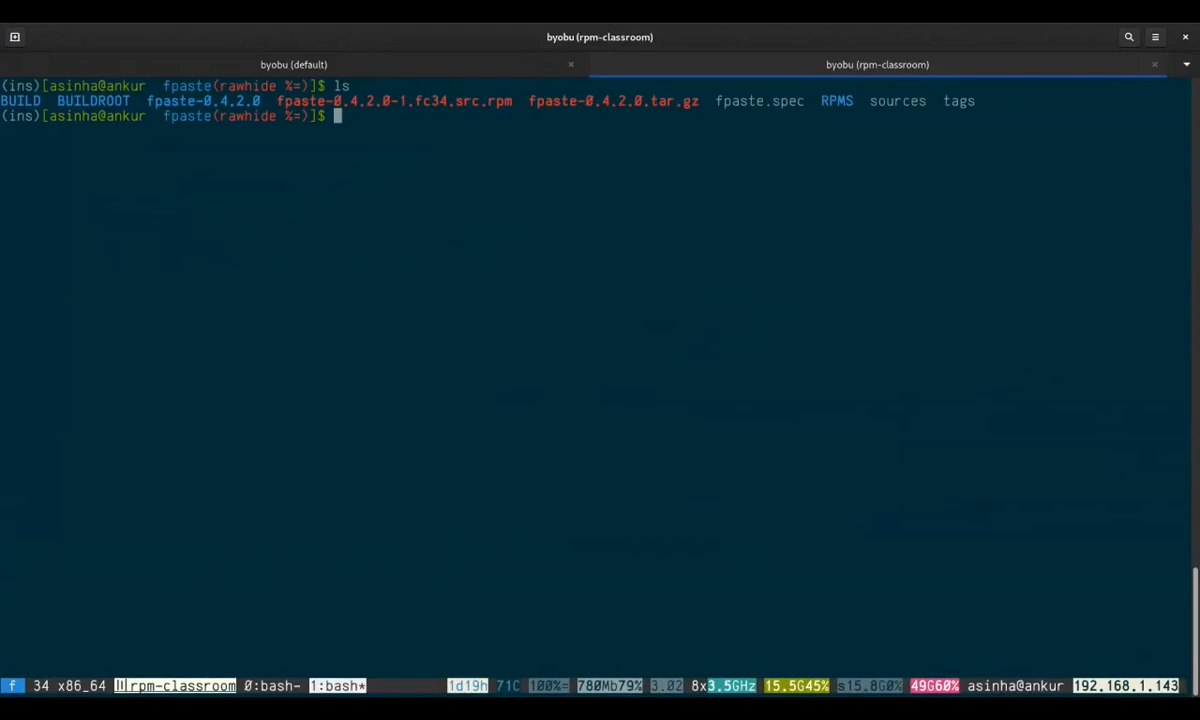 byobu (rpm-classroom)
byobu (default)
byobu (rpm-classroom)
(ins)[asinha@ankur  fpaste(rawhide %=)]$ ls
BUILD  BUILDROOT  fpaste-0.4.2.0  fpaste-0.4.2.0-1.fc34.src.rpm  fpaste-0.4.2.0.tar.gz  fpaste.spec  RPMS  sources  tags
(ins)[asinha@ankur  fpaste(rawhide %=)]$
f 34 x86_64 rpm-classroom 0:bash- 1:bash* 1d19h 71C 100%= 780Mb79% 3.02 8x3.5GHz 15.5G45% s15.8G0% 49G60% asinha@ankur 192.168.1.143